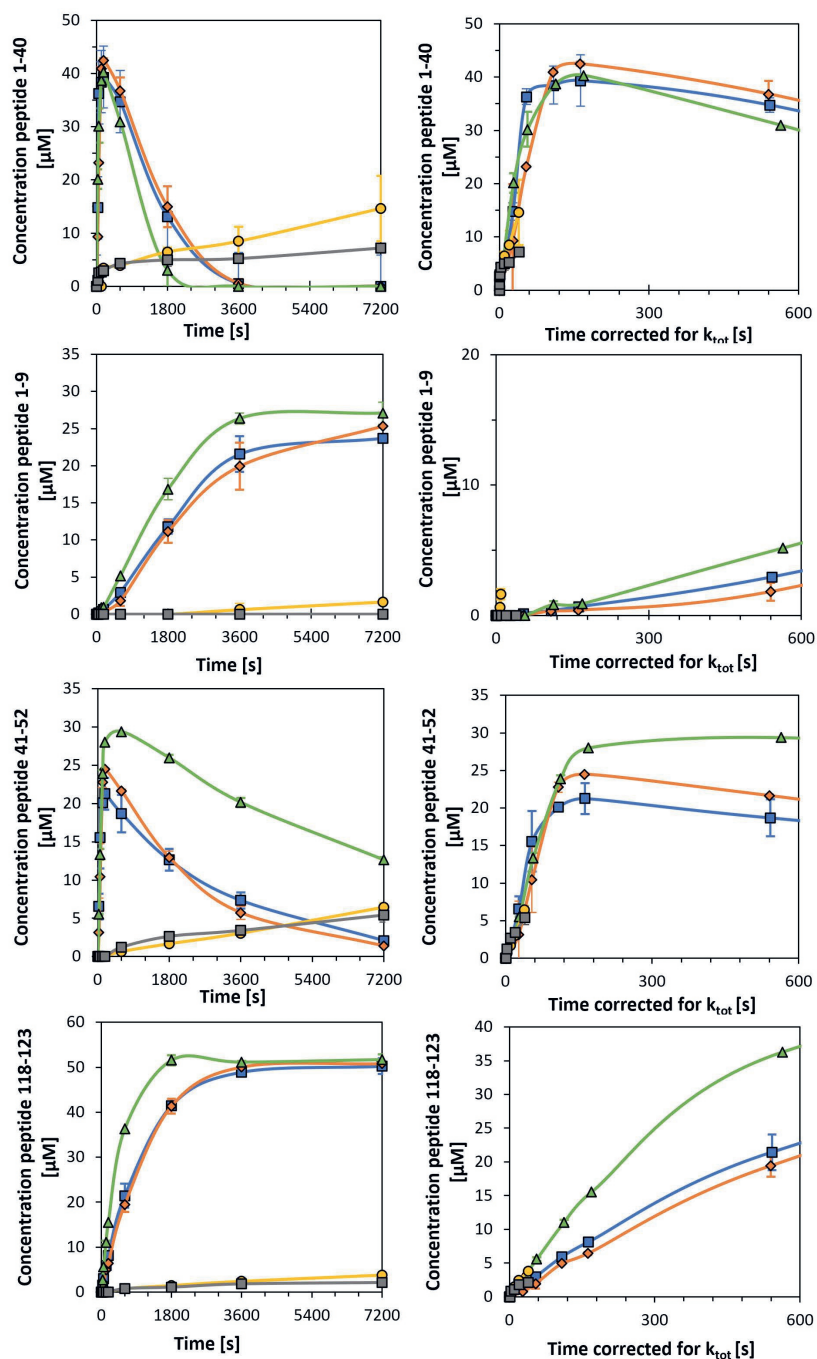 Concentration peptide 1-40
[µM]
50
40
30
20
10
0
0 1800 3600 5400 7200
Time [s]
Concentration peptide 1-40
[µM]
50
40
30
20
10
0
0 300 600
Time corrected for ktot [s]
Concentration peptide 1-9
[µM]
35
30
25
20
15
10
5
0
0 1800 3600 5400 7200
Time [s]
Concentration peptide 1-9
[µM]
20
10
0
0 300 600
Time corrected for ktot [s]
Concentration peptide 41-52
[µM]
35
30
25
20
15
10
5
0
0 1800 3600 5400 7200
Time [s]
Concentration peptide 41-52
[µM]
35
30
25
20
15
10
5
0
0 300 600
Time corrected for ktot [s]
Concentration peptide 118-123
[µM]
60
50
40
30
20
10
0
0 1800 3600 5400 7200
Time [s]
Concentration peptide 118-123
[µM]
40
35
30
25
20
15
10
5
0
0 300 600
Time corrected for ktot [s]